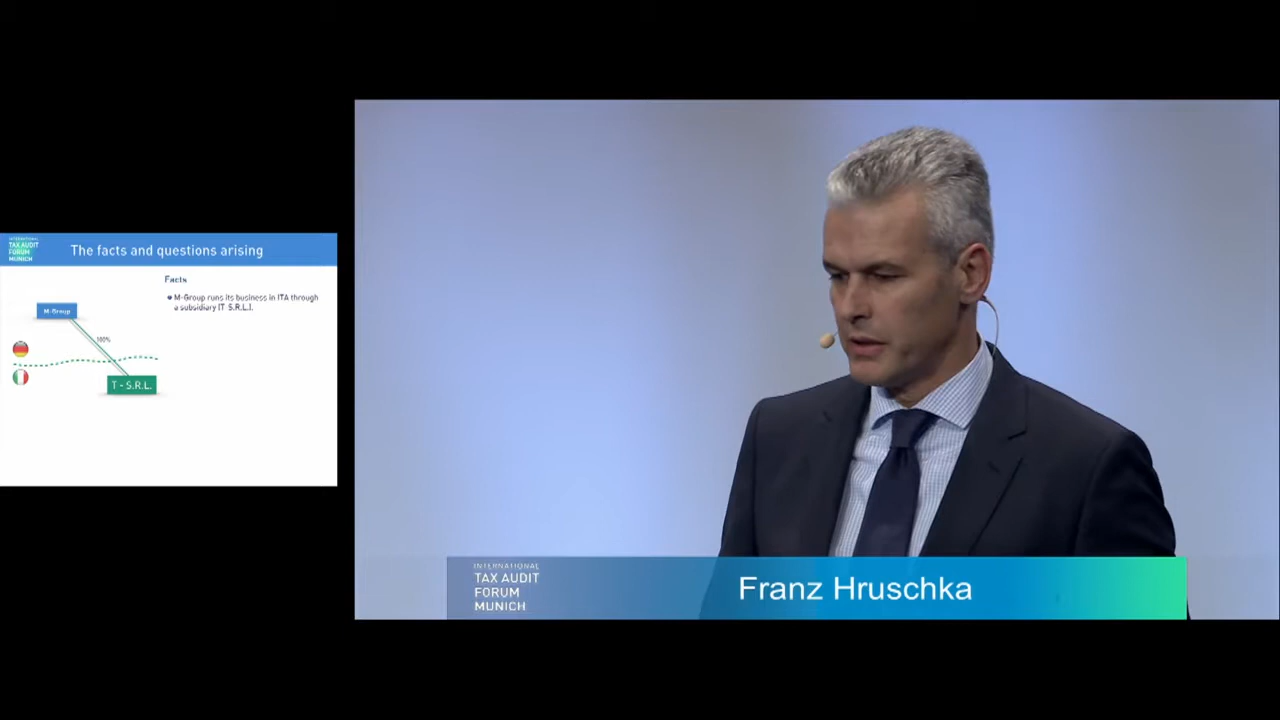 INTERNATIONAL
TAX AUDIT
FORUM
MUNICH
The facts and questions arising
Facts
● M-Group runs its business in ITA through
a subsidiary IT S.R.L.I.
M-Group
100%
T - S.R.L.
INTERNATIONAL
TAX AUDIT
FORUM
MUNICH
Franz Hruschka